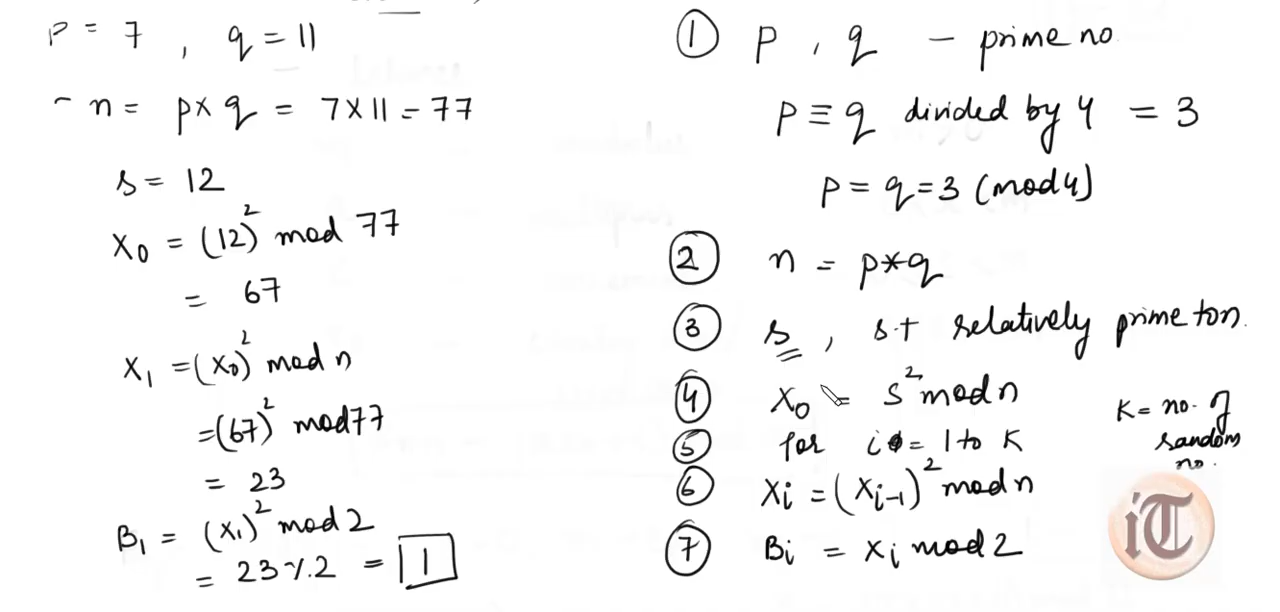 P = 7 , q = 11
- n = p x q = 7 X 11 = 77
s = 12
X0 = (12)² mod 77
= 67
X1 = (X0)² mod n
= (67)² mod 77
= 23
B1 = (X1)² mod 2
= 23 % 2 = 1
① P , q - prime no
P ≡ q divided by 4 = 3
P = q = 3 (mod 4)
② n = p*q
③ s , s.t relatively prime to n.
④ X0 = s² mod n
⑤ for i = 1 to K
K = no. of
random
no.
⑥ Xi = (Xi-1)² mod n
⑦ Bi = Xi mod 2
iT